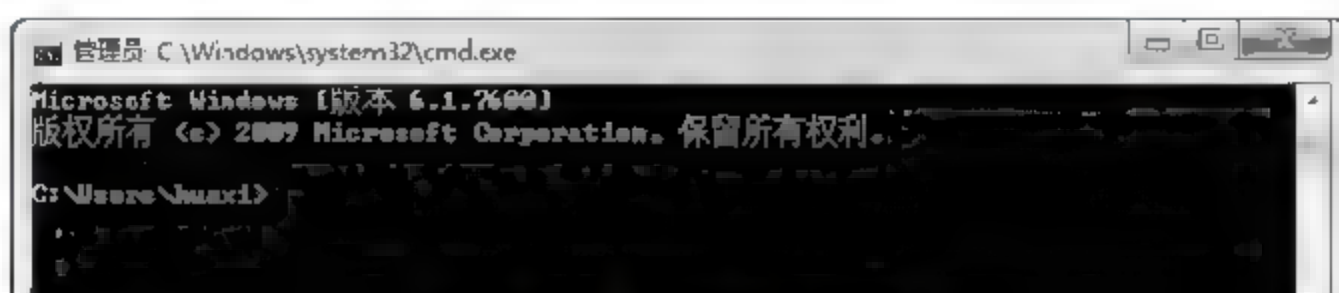 管理员: C:\Windows\system32\cmd.exe
Microsoft Windows [版本 6.1.7600]
版权所有 (c) 2009 Microsoft Corporation。保留所有权利。
C:\Users\huaxi>